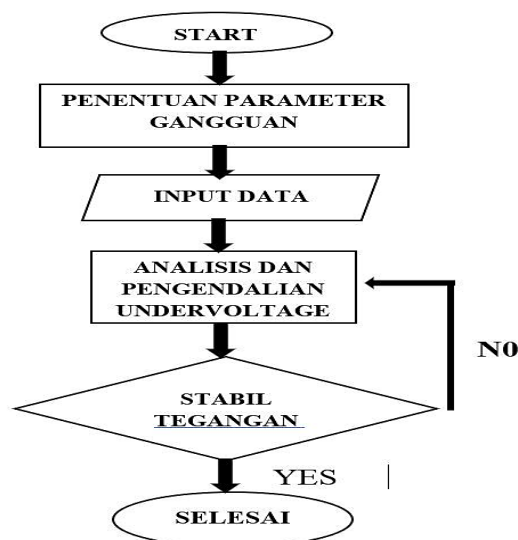 START
PENENTUAN PARAMETER
GANGGUAN
INPUT DATA
ANALISIS DAN
PENGENDALIAN
UNDERVOLTAGE
N0
STABIL
TEGANGAN
YES
SELESAI